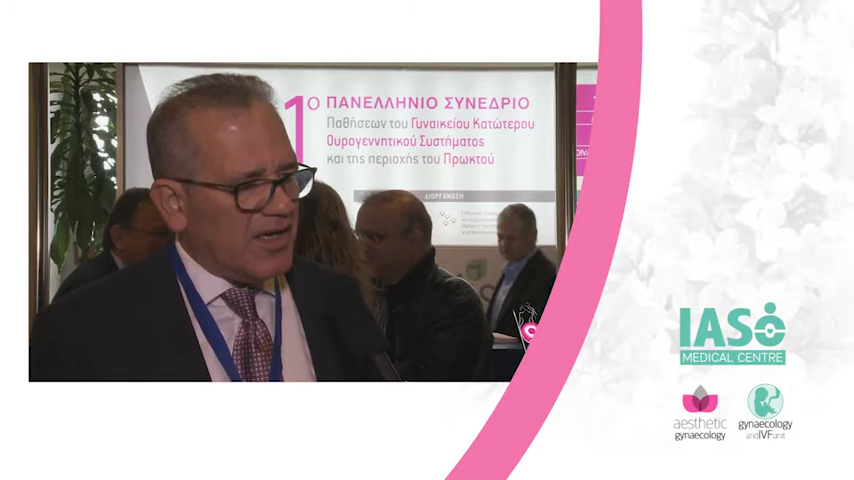 1Ο ΠΑΝΕΛΛΗΝΙΟ ΣΥΝΕΔΡΙΟ
Παθήσεων του Γυναικείου Κατώτερου
Ουρογεννητικού Συστήματος
και της περιοχής του Πρωκτού
ΔΙΟΡΓΑΝΩΣΗ
IASO
MEDICAL CENTRE
aesthetic
gynaecology
gynaecology
and IVF unit